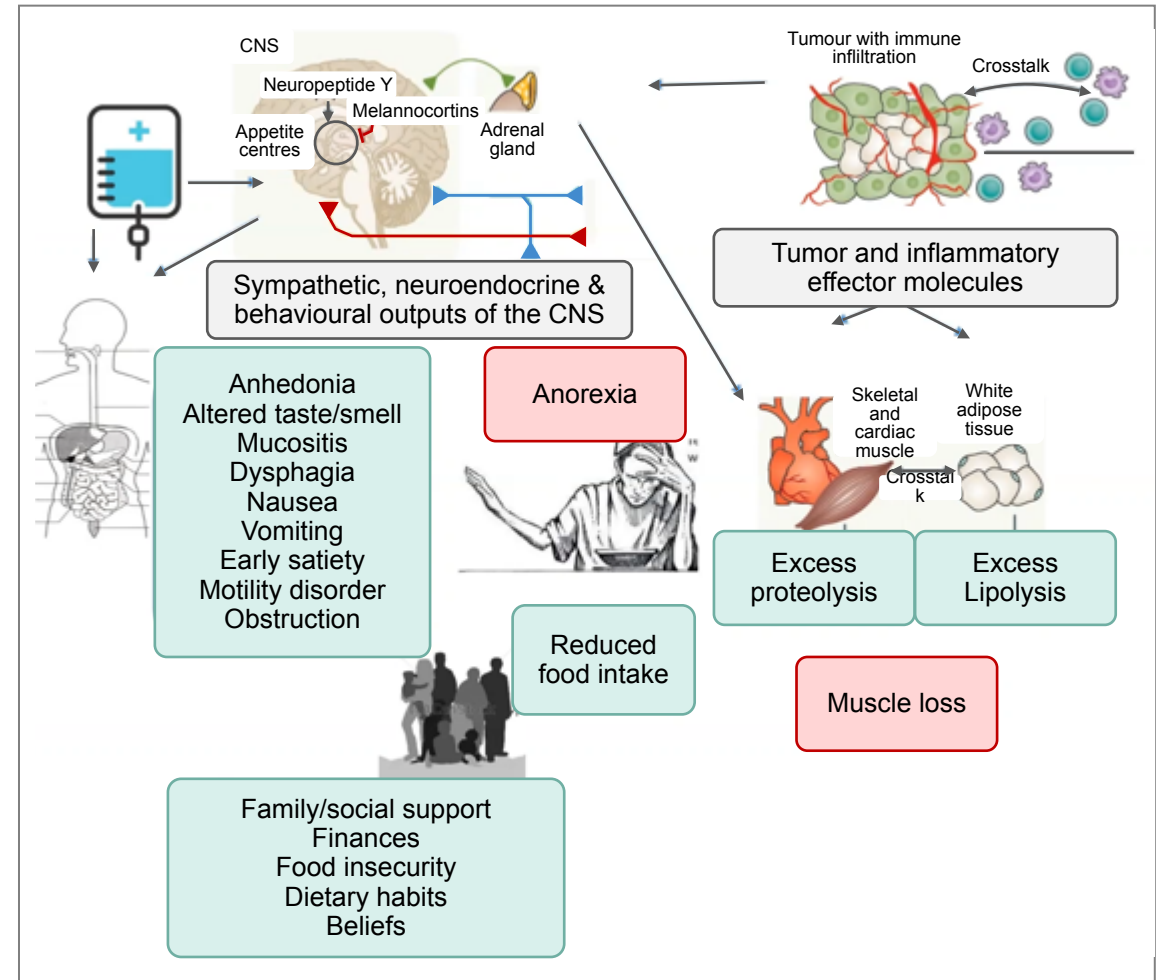 CNS
Neuropeptide Y
Melannocortins
Appetite
centres
Adrenal
gland
Tumour with immune
infliltration
Crosstalk
Sympathetic, neuroendocrine &
behavioural outputs of the CNS
Tumor and inflammatory
effector molecules
Anhedonia
Altered taste/smell
Mucositis
Dysphagia
Nausea
Vomiting
Early satiety
Motility disorder
Obstruction
Anorexia
Skeletal
and
cardiac
muscle
White
adipose
tissue
Crosstal
k
Excess
proteolysis
Excess
Lipolysis
Reduced
food intake
Muscle loss
Family/social support
Finances
Food insecurity
Dietary habits
Beliefs